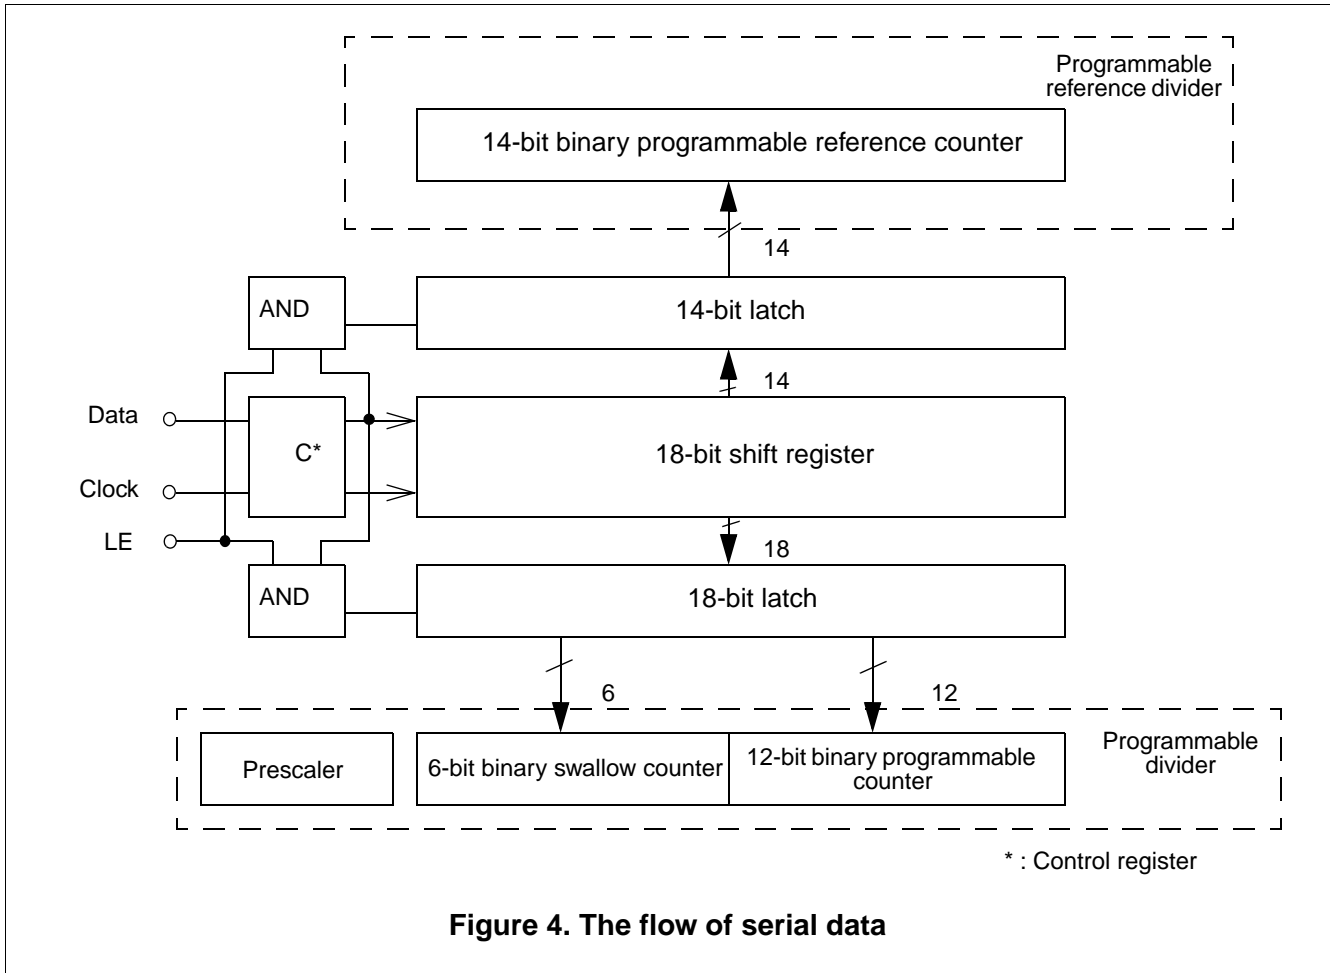 Programmable
reference divider
14-bit binary programmable reference counter
14
AND
14-bit latch
14
Data
C*
18-bit shift register
Clock
LE
18
AND
18-bit latch
6
12
Prescaler
6-bit binary swallow counter
12-bit binary programmable
counter
Programmable
divider
* : Control register
Figure 4. The flow of serial data